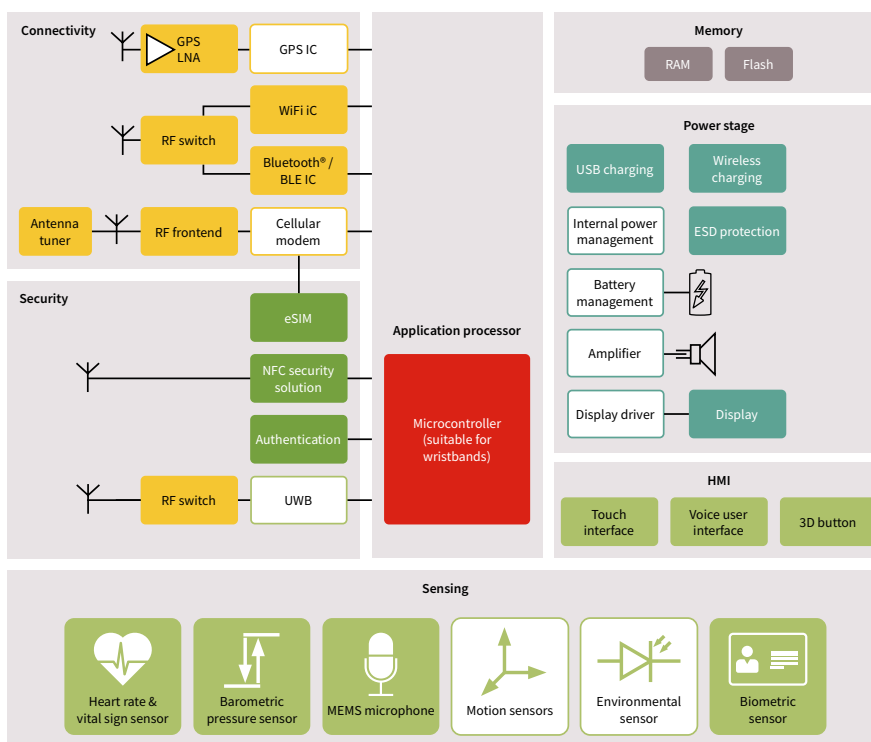 Connectivity
GPS
LNA
GPS IC
WiFi iC
RF switch
Bluetooth® /
BLE IC
Antenna
tuner
RF frontend
Cellular
modem
Security
eSIM
NFC security
solution
Authentication
RF switch
UWB
Application processor
Microcontroller
(suitable for
wristbands)
Memory
RAM
Flash
Power stage
USB charging
Wireless
charging
Internal power
management
ESD protection
Battery
management
Amplifier
Display driver
Display
HMI
Touch
interface
Voice user
interface
3D button
Sensing
Heart rate &
vital sign sensor
Barometric
pressure sensor
MEMS microphone
Motion sensors
Environmental
sensor
Biometric
sensor